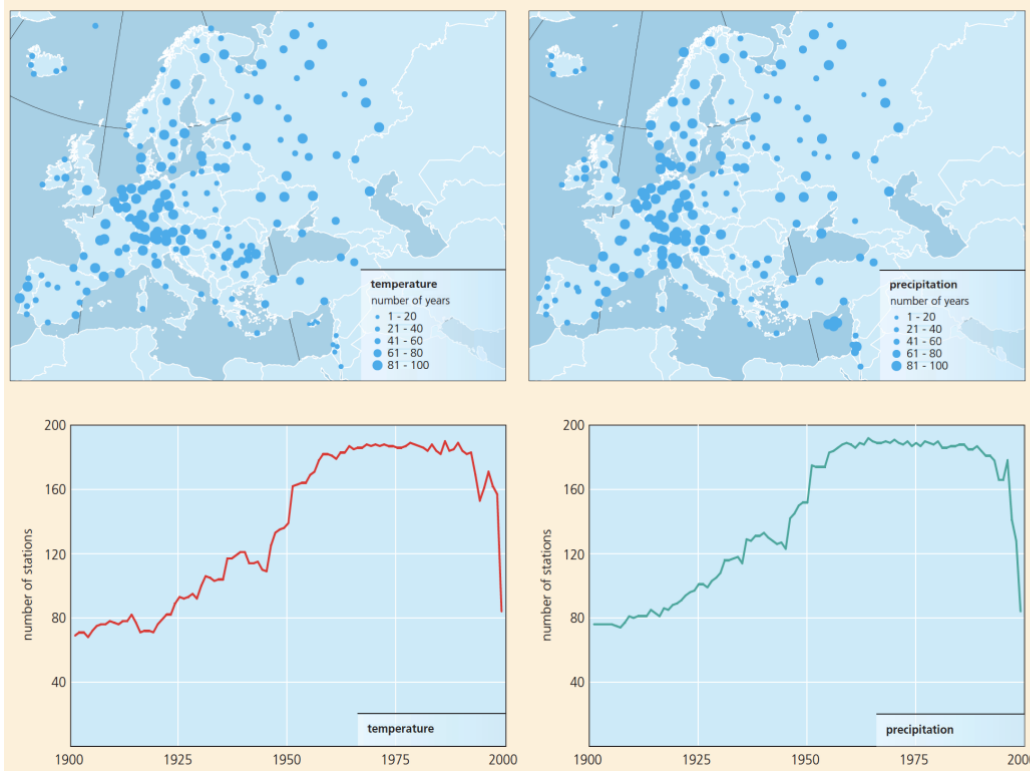 temperature
number of years
1 - 20
21 - 40
41 - 60
61 - 80
81 - 100
precipitation
number of years
1 - 20
21 - 40
41 - 60
61 - 80
81 - 100
200
160
120
80
40
number of stations
temperature
1900
1925
1950
1975
2000
200
160
120
80
40
number of stations
precipitation
1900
1925
1950
1975
200